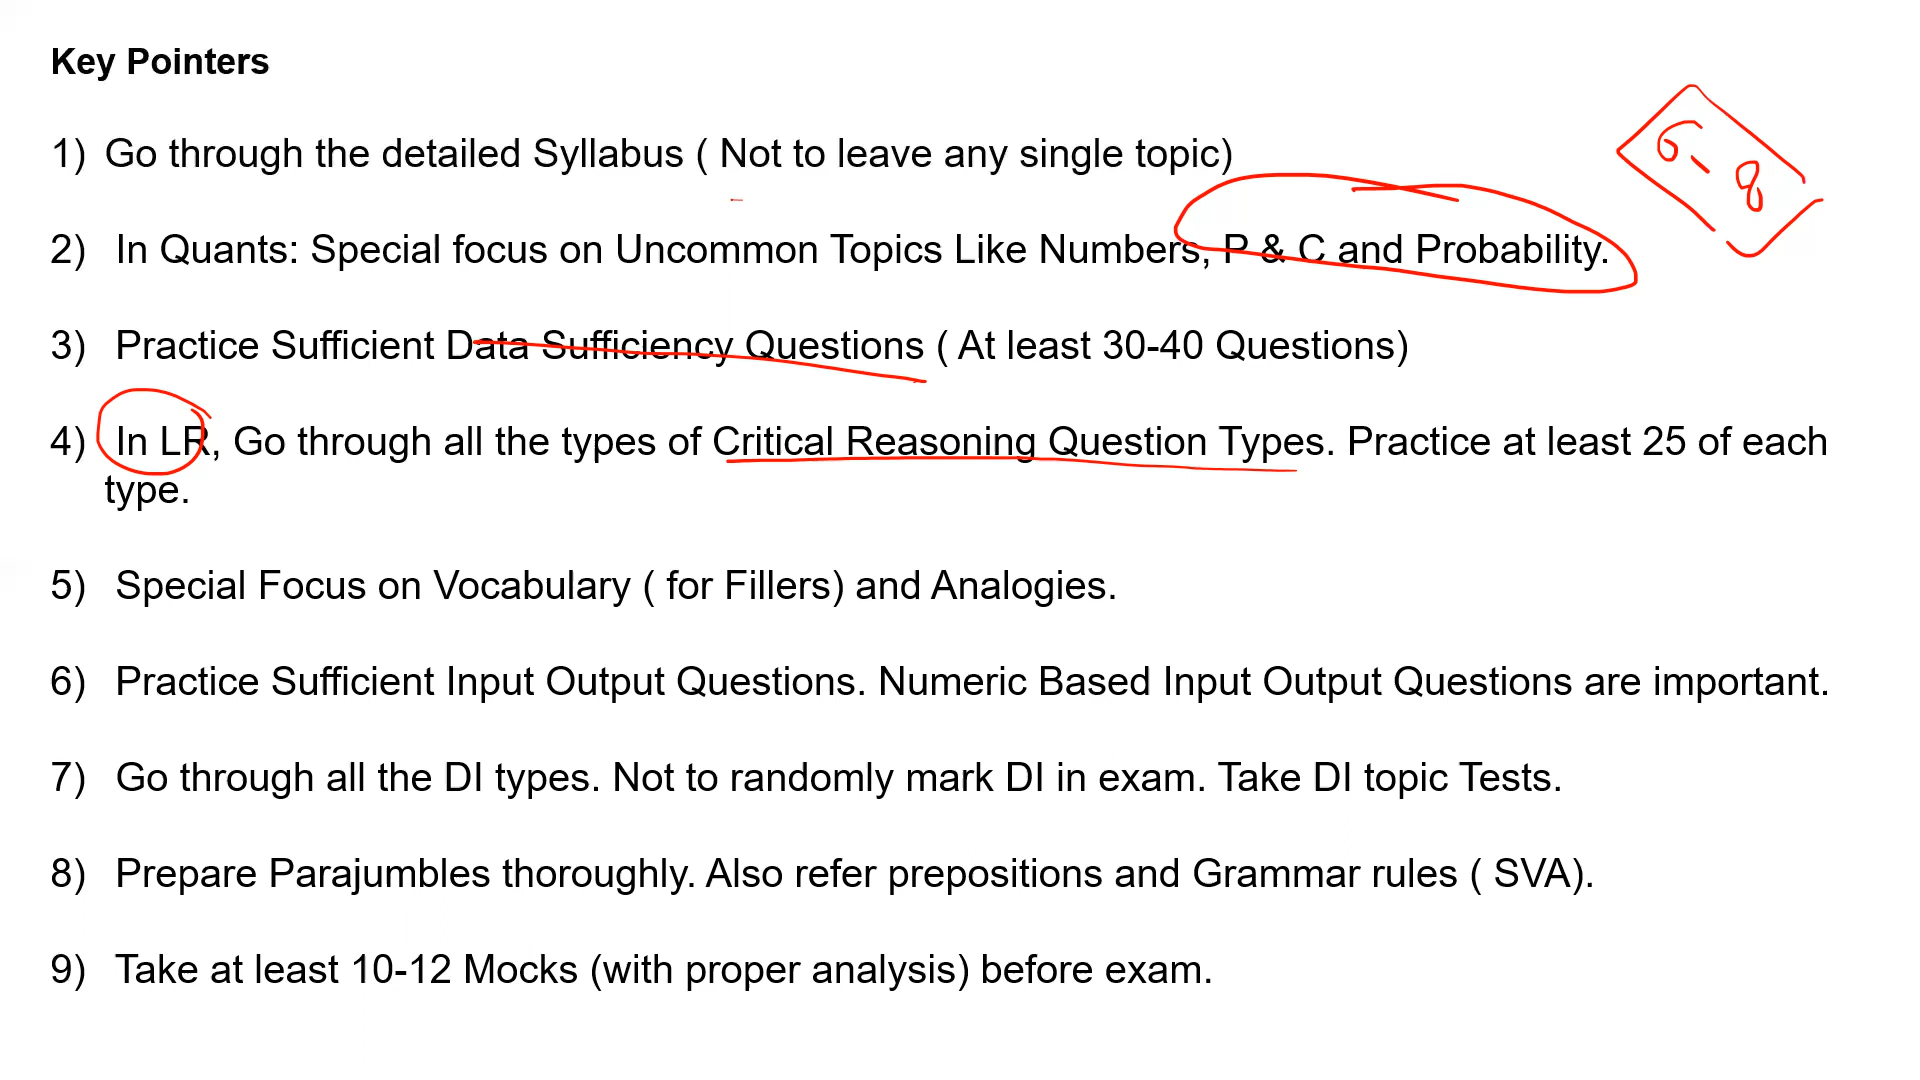 Key Pointers
1) Go through the detailed Syllabus ( Not to leave any single topic)
6-8
2) In Quants: Special focus on Uncommon Topics Like Numbers, P & C and Probability.
3) Practice Sufficient Data Sufficiency Questions ( At least 30-40 Questions)
4) In LR, Go through all the types of Critical Reasoning Question Types. Practice at least 25 of each
type.
5) Special Focus on Vocabulary ( for Fillers) and Analogies.
6) Practice Sufficient Input Output Questions. Numeric Based Input Output Questions are important.
7) Go through all the DI types. Not to randomly mark DI in exam. Take DI topic Tests.
8) Prepare Parajumbles thoroughly. Also refer prepositions and Grammar rules ( SVA).
9) Take at least 10-12 Mocks (with proper analysis) before exam.